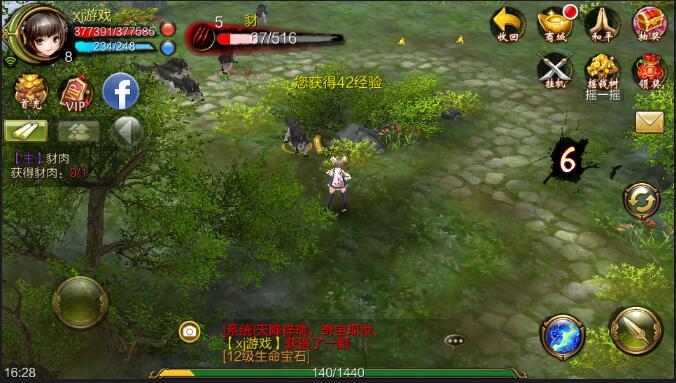 xj游戏
377391/377585
234/248
8
5 豺
67/516
收回
商城
和平
抽奖
挂机
摇钱树
摇一摇
领奖
首充
VIP
您获得42经验
【主】豺肉
获得豺肉：0/1
6
[系统]天降祥瑞，奇宝现世，
【xj游戏】获得了一颗
[12级生命宝石]
16:28
140/1440